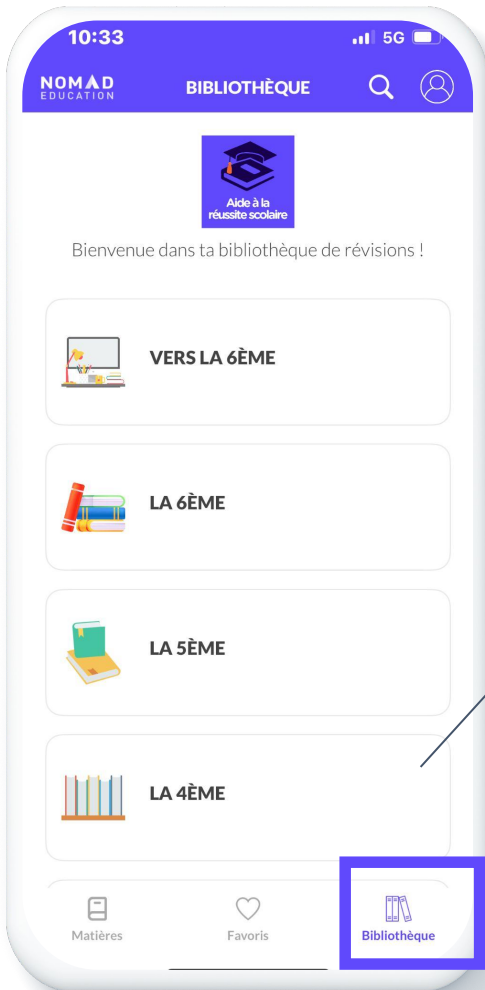 10:33
5G
NOMAD
EDUCATION
BIBLIOTHÈQUE
Aide à la
réussite scolaire
Bienvenue dans ta bibliothèque de révisions !
VERS LA 6ÈME
LA 6ÈME
LA 5ÈME
LA 4ÈME
Matières
Favoris
Bibliothèque